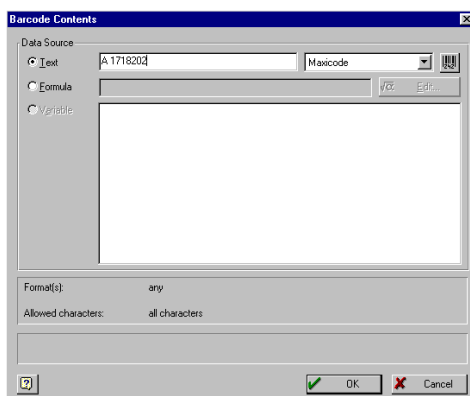 Barcode Contents
Data Source
Text
A 1718202
Maxicode
Formula
√α Edit...
Variable
Format(s): any
Allowed characters: all characters
OK
Cancel